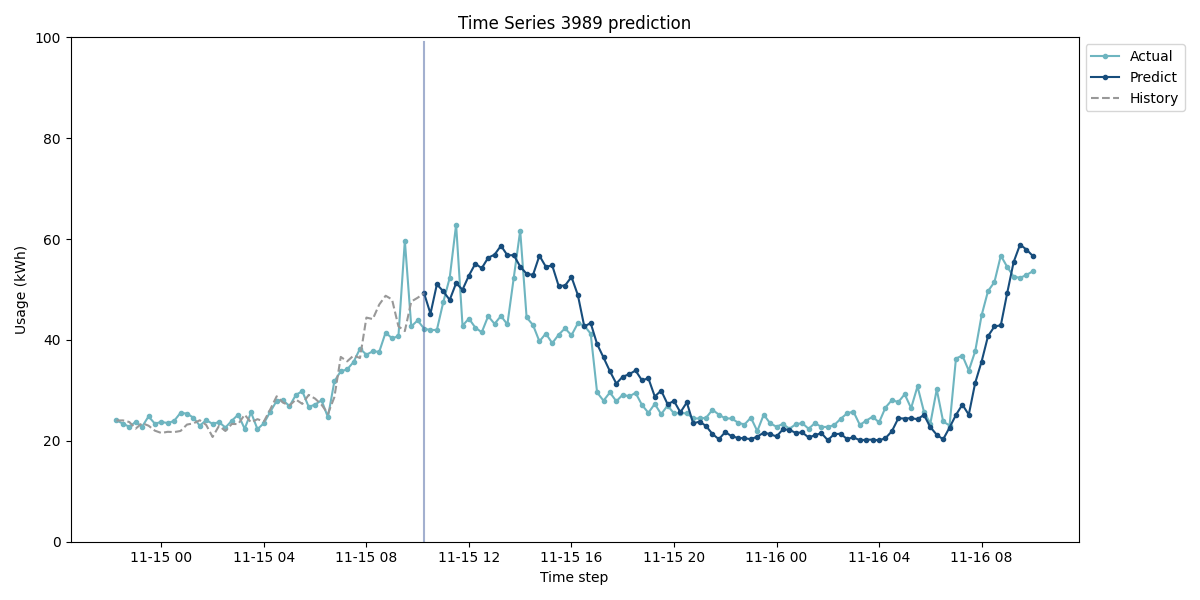 Time Series 3989 prediction
100
80
60
40
20
0
Usage (kWh)
11-15 00
11-15 04
11-15 08
11-15 12
11-15 16
11-15 20
11-16 00
11-16 04
11-16 08
Time step
Actual
Predict
History